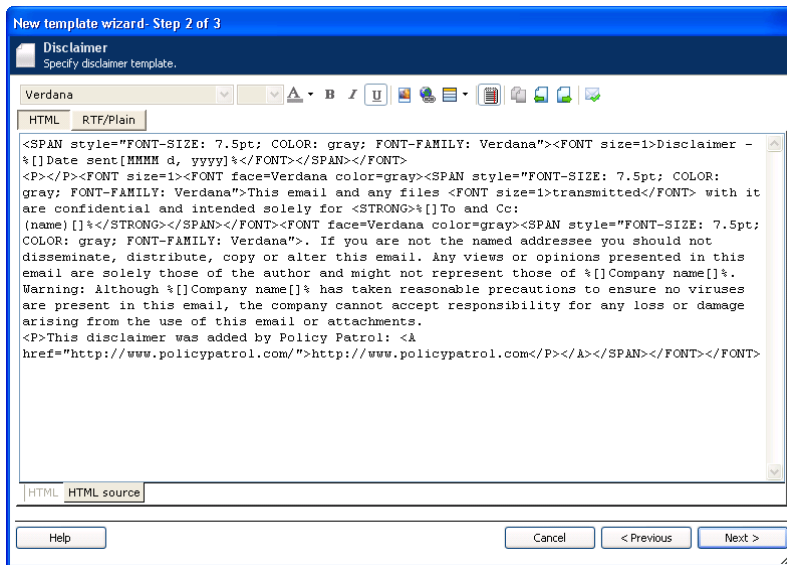 New template wizard- Step 2 of 3
Disclaimer
Specify disclaimer template.
Verdana
A B I U
HTML RTF/Plain
<SPAN style="FONT-SIZE: 7.5pt; COLOR: gray; FONT-FAMILY: Verdana"><FONT size=1>Disclaimer -
%[]Date sent[MMMM d, yyyy]%</FONT></SPAN></FONT>
<P></P><FONT size=1><FONT face=Verdana color=gray><SPAN style="FONT-SIZE: 7.5pt; COLOR:
gray; FONT-FAMILY: Verdana">This email and any files <FONT size=1>transmitted</FONT> with it
are confidential and intended solely for <STRONG>%[]To and Cc:
(name)[]%</STRONG></SPAN></FONT><FONT face=Verdana color=gray><SPAN style="FONT-SIZE: 7.5pt;
COLOR: gray; FONT-FAMILY: Verdana">. If you are not the named addressee you should not
disseminate, distribute, copy or alter this email. Any views or opinions presented in this
email are solely those of the author and might not represent those of %[]Company name[]%.
Warning: Although %[]Company name[]% has taken reasonable precautions to ensure no viruses
are present in this email, the company cannot accept responsibility for any loss or damage
arising from the use of this email or attachments.
<P>This disclaimer was added by Policy Patrol: <A
href="http://www.policypatrol.com/">http://www.policypatrol.com</P></A></SPAN></FONT></FONT>
HTML HTML source
Help Cancel < Previous Next >